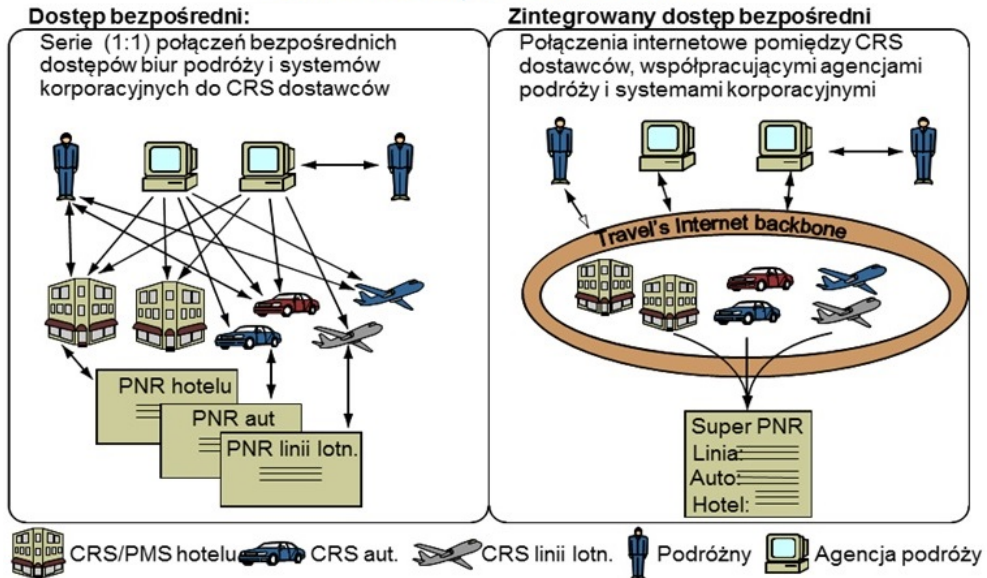 Dostęp bezpośredni:
Serie (1:1) połączeń bezpośrednich
dostępów biur podróży i systemów
korporacyjnych do CRS dostawców
PNR hotelu
PNR aut
PNR linii lotn.
Zintegrowany dostęp bezpośredni
Połączenia internetowe pomiędzy CRS
dostawców, współpracującymi agencjami
podróży i systemami korporacyjnymi
Travel's Internet backbone
Super PNR
Linia:
Auto:
Hotel:
CRS/PMS hotelu
CRS aut.
CRS linii lotn.
Podróżny
Agencja podróży